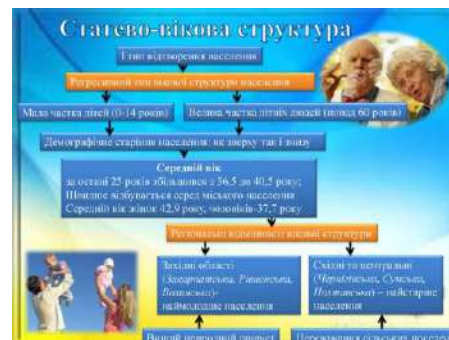 Статево-вікова структура
І тип відтворення населення
Регресивний тип вікової структури населення
Мала частка дітей (0-14 років)
Велика частка літніх людей (понад 60 років)
Демографічне старіння населення: як зверху так і знизу
Середній вік
за остані 25 років збільшився з 36,5 до 40,5 року;
Швидше відбувається серед міського населення
Середній вік жінок 42,9 року, чоловіків-37,7 року
Регіональні відмінності вікової структури
Західні області
(Закарпатська, Рівненська,
Волинська)-
наймолодше населення
Східні та центральні
(Чернігівська, Сумська,
Полтавська) – найстаріше
населення
природний приріст
Переважання сільських